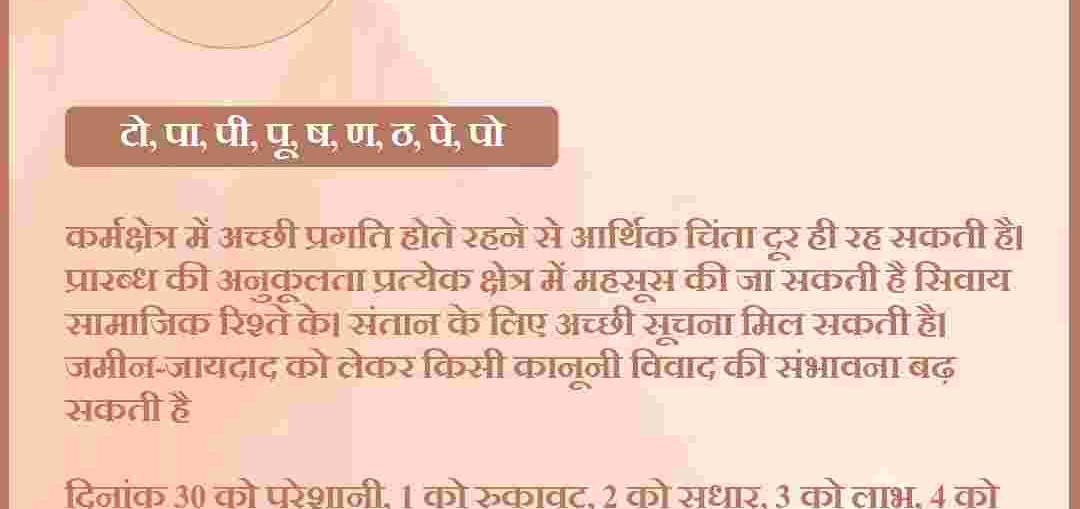 टो, पा, पी, पू, ष, ण, ठ, पे, पो
कर्मक्षेत्र में अच्छी प्रगति होते रहने से आर्थिक चिंता दूर ही रह सकती है।
प्रारब्ध की अनुकूलता प्रत्येक क्षेत्र में महसूस की जा सकती है सिवाय
सामाजिक रिश्ते के। संतान के लिए अच्छी सूचना मिल सकती है।
जमीन-जायदाद को लेकर किसी कानूनी विवाद की संभावना बढ़
सकती है
दिनांक 30 को परेशानी, 1 को रुकावट, 2 को सुधार, 3 को लाभ, 4 को